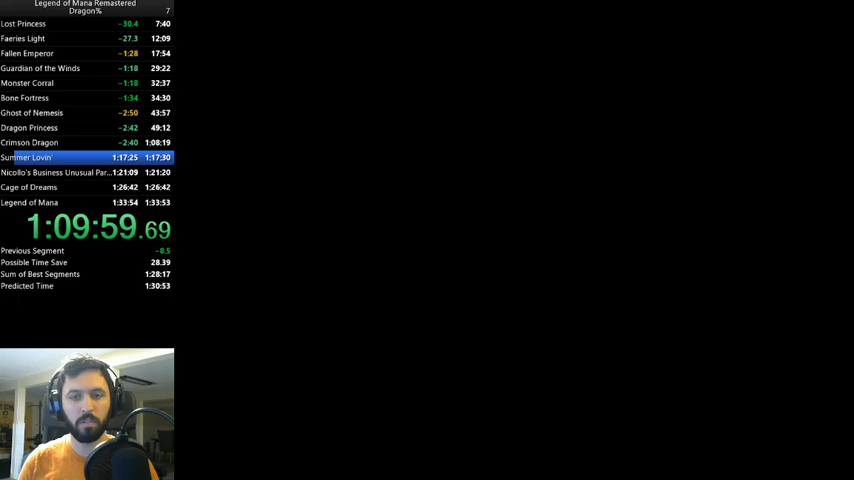 Legend of Mana Remastered
Dragon% 7
Lost Princess -30.4 7:40
Faeries Light -27.3 12:09
Fallen Emperor -1:28 17:54
Guardian of the Winds -1:18 29:22
Monster Corral -1:18 32:37
Bone Fortress -1:34 34:30
Ghost of Nemesis -2:50 43:57
Dragon Princess -2:42 49:12
Crimson Dragon -2:40 1:08:19
Summer Lovin' 1:17:25 1:17:30
Nicollo's Business Unusual Par... 1:21:09 1:21:20
Cage of Dreams 1:26:42 1:26:42
Legend of Mana 1:33:54 1:33:53
1:09:59.69
Previous Segment -8.5
Possible Time Save 28.39
Sum of Best Segments 1:28:17
Predicted Time 1:30:53